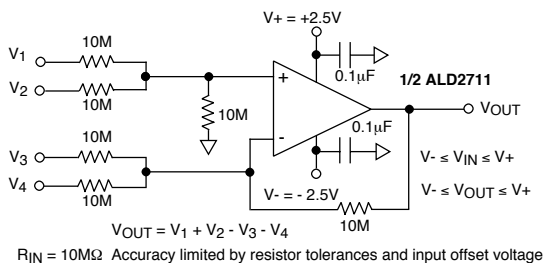 V+ = +2.5V
V1
10M
V2
10M
+
0.1µF
1/2 ALD2711
10M
VOUT
-
0.1µF
V3
10M
V4
10M
V- ≤ VIN ≤ V+
V- ≤ VOUT ≤ V+
V- = - 2.5V
10M
VOUT = V1 + V2 - V3 - V4
RIN = 10MΩ Accuracy limited by resistor tolerances and input offset voltage